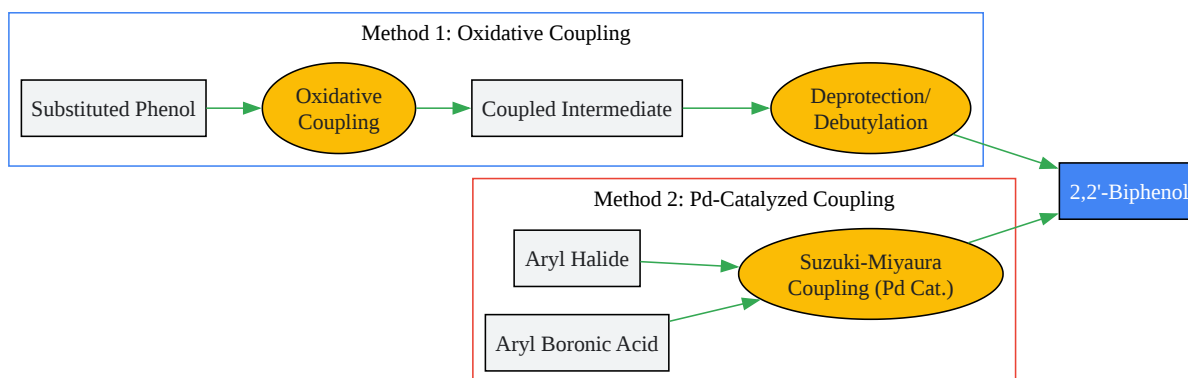 Method 1: Oxidative Coupling
Substituted Phenol
Oxidative
Coupling
Coupled Intermediate
Deprotection/
Debutylation
2,2'-Biphenol
Method 2: Pd-Catalyzed Coupling
Aryl Halide
Suzuki-Miyaura
Coupling (Pd Cat.)
Aryl Boronic Acid